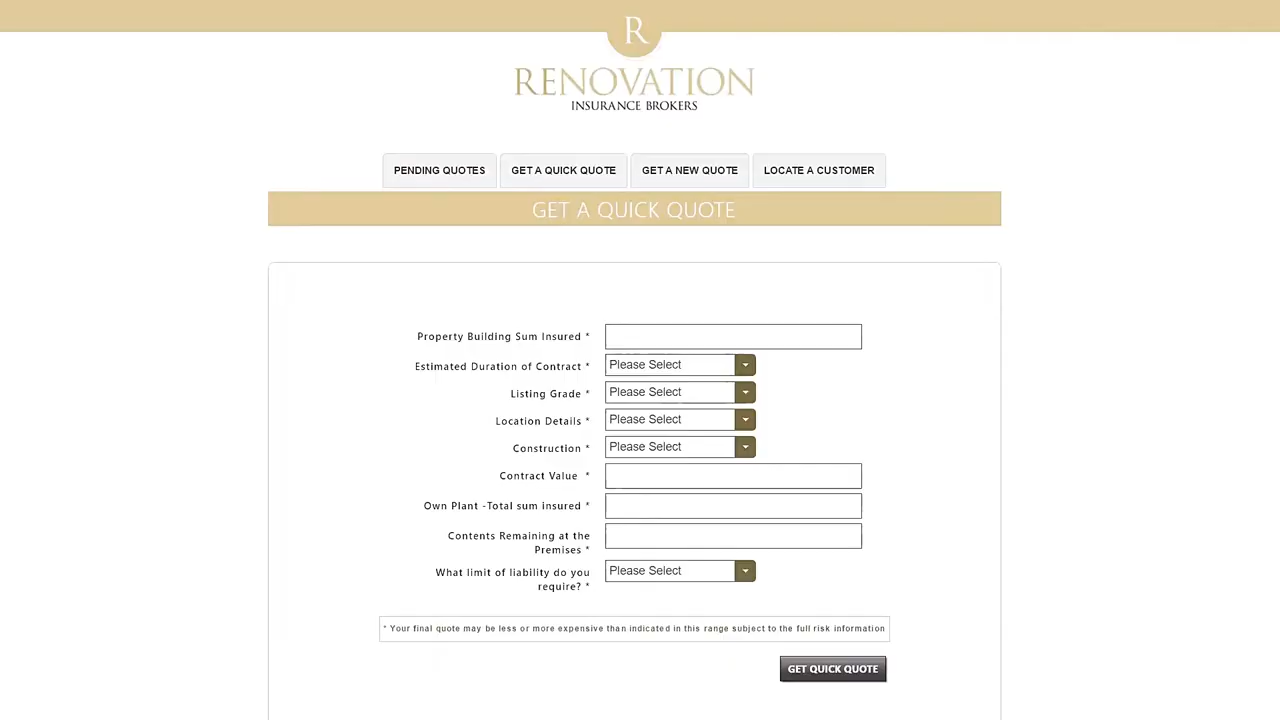 R
RENOVATION
INSURANCE BROKERS
PENDING QUOTES GET A QUICK QUOTE GET A NEW QUOTE LOCATE A CUSTOMER
GET A QUICK QUOTE
Property Building Sum Insured *
Estimated Duration of Contract * Please Select
Listing Grade * Please Select
Location Details * Please Select
Construction * Please Select
Contract Value *
Own Plant -Total sum insured *
Contents Remaining at the
Premises *
What limit of liability do you Please Select
require? *
* Your final quote may be less or more expensive than indicated in this range subject to the full risk information
GET QUICK QUOTE